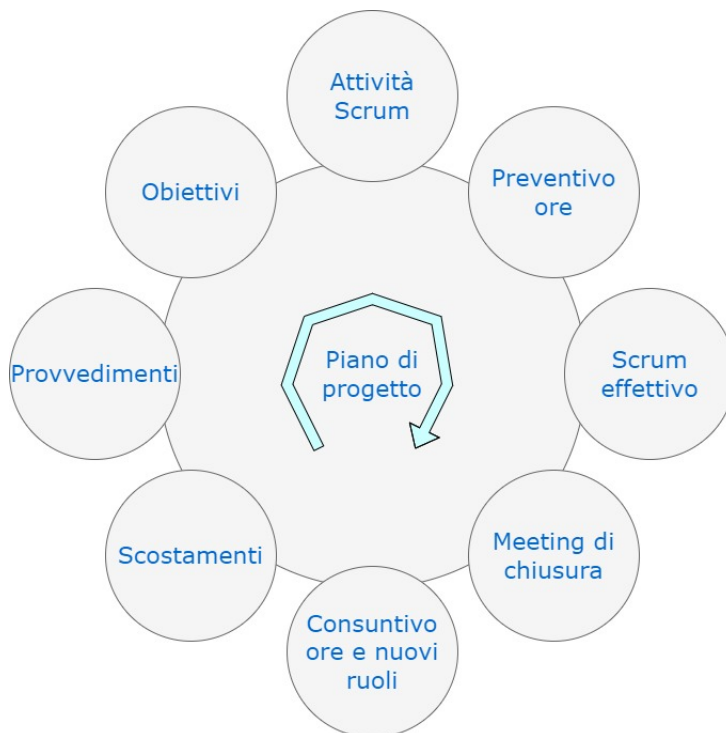 Attività
Scrum
Preventivo
ore
Scrum
effettivo
Meeting di
chiusura
Consuntivo
ore e nuovi
ruoli
Scostamenti
Provvedimenti
Obiettivi
Piano di
progetto